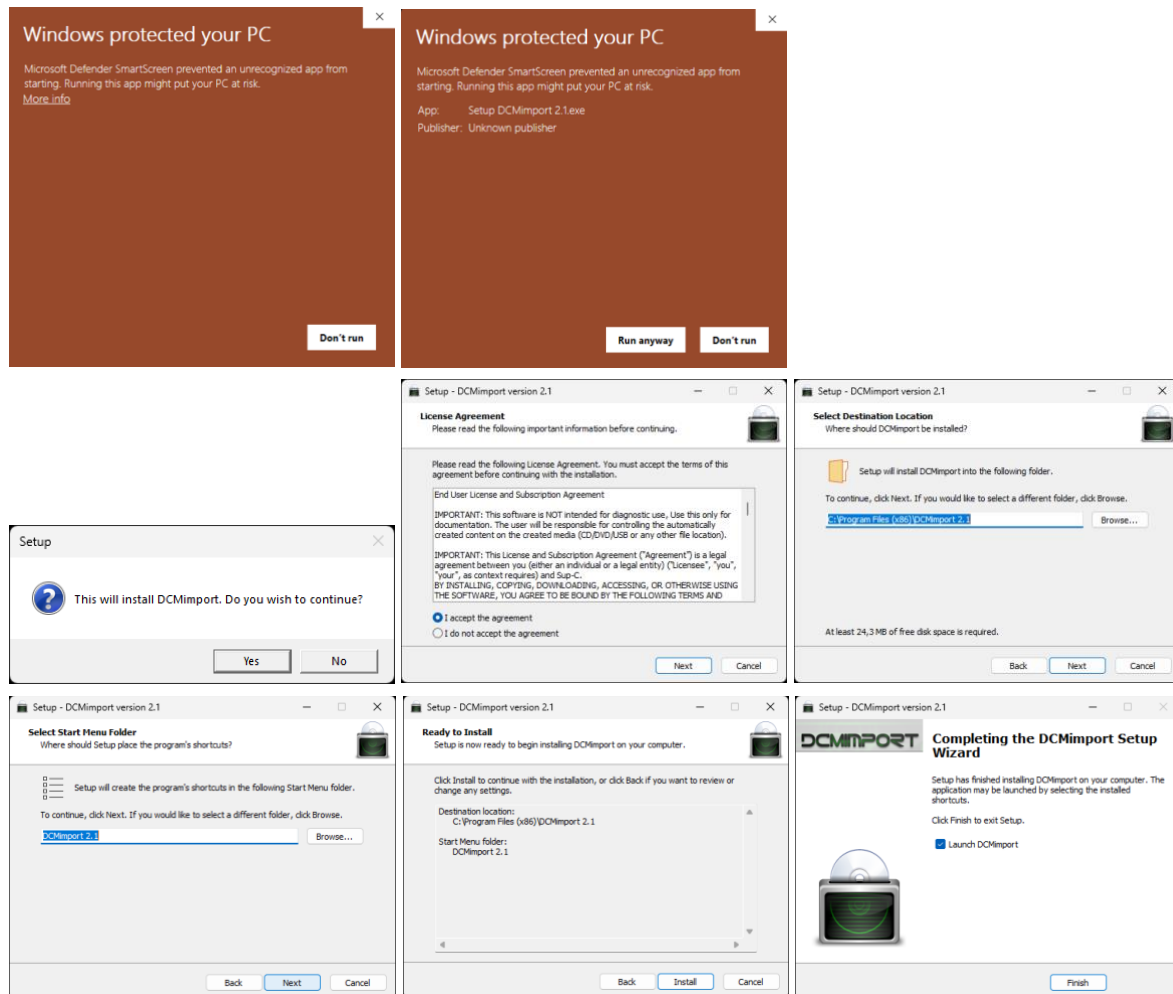 Windows protected your PC
Microsoft Defender SmartScreen prevented an unrecognized app from
starting. Running this app might put your PC at risk.
More info
Don't run
Windows protected your PC
Microsoft Defender SmartScreen prevented an unrecognized app from
starting. Running this app might put your PC at risk.
App: Setup DCMimport 2.1.exe
Publisher: Unknown publisher
Run anyway
Don't run
Setup
This will install DCMimport. Do you wish to continue?
Yes
No
Setup - DCMimport version 2.1
License Agreement
Please read the following important information before continuing.
Please read the following License Agreement. You must accept the terms of this
agreement before continuing with the installation.
End User License and Subscription Agreement
IMPORTANT: This software is NOT intended for diagnostic use, Use this only for
documentation. The user will be responsible for controlling the automatically
created content on the created media (CD/DVD/USB or any other file location).
IMPORTANT: This License and Subscription Agreement ("Agreement") is a legal
agreement between you (either an individual or a legal entity) ("Licensee", "you",
"your", as context requires) and Sup-C.
BY INSTALLING, COPYING, DOWNLOADING, ACCESSING, OR OTHERWISE USING
THE SOFTWARE, YOU AGREE TO BE BOUND BY THE FOLLOWING TERMS AND
I accept the agreement
I do not accept the agreement
Next
Cancel
Setup - DCMimport version 2.1
Select Destination Location
Where should DCMimport be installed?
Setup will install DCMimport into the following folder.
To continue, click Next. If you would like to select a different folder, click Browse.
C:\Program Files (x86)\DCMimport 2.1
Browse...
At least 24,3 MB of free disk space is required.
Back
Next
Cancel
Setup - DCMimport version 2.1
Select Start Menu Folder
Where should Setup place the program's shortcuts?
Setup will create the program's shortcuts in the following Start Menu folder.
To continue, click Next. If you would like to select a different folder, click Browse.
DCMimport 2.1
Browse...
Back
Next
Cancel
Setup - DCMimport version 2.1
Ready to Install
Setup is now ready to begin installing DCMimport on your computer.
Click Install to continue with the installation, or click Back if you want to review or
change any settings.
Destination location:
C:\Program Files (x86)\DCMimport 2.1
Start Menu folder:
DCMimport 2.1
Back
Install
Cancel
Setup - DCMimport version 2.1
DCMIMPORT
Completing the DCMimport Setup
Wizard
Setup has finished installing DCMimport on your computer. The
application may be launched by selecting the installed
shortcuts.
Click Finish to exit Setup.
Launch DCMimport
Finish